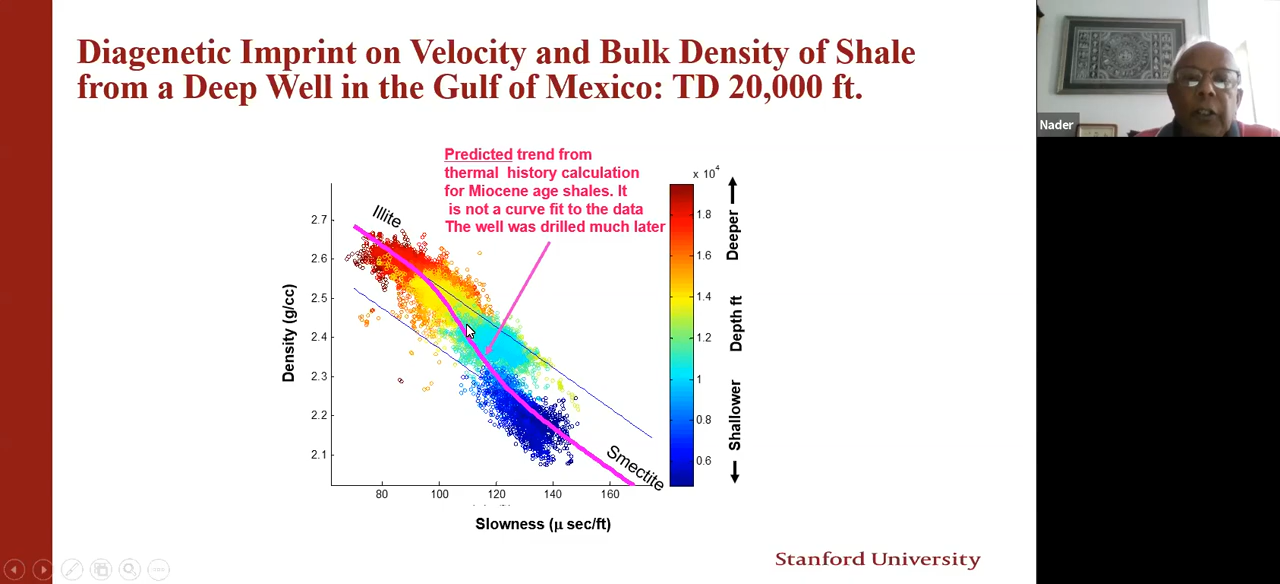 Diagenetic Imprint on Velocity and Bulk Density of Shale
from a Deep Well in the Gulf of Mexico: TD 20,000 ft.
Nader
Predicted trend from
thermal history calculation
for Miocene age shales. It
is not a curve fit to the data
The well was drilled much later
Illite
Smectite
Density (g/cc)
2.7
2.6
2.5
2.4
2.3
2.2
2.1
80 100 120 140 160
Slowness (μ sec/ft)
x 10^4
1.8
1.6
1.4
1.2
1
0.8
0.6
Deeper
Depth ft
Shallower
Stanford University